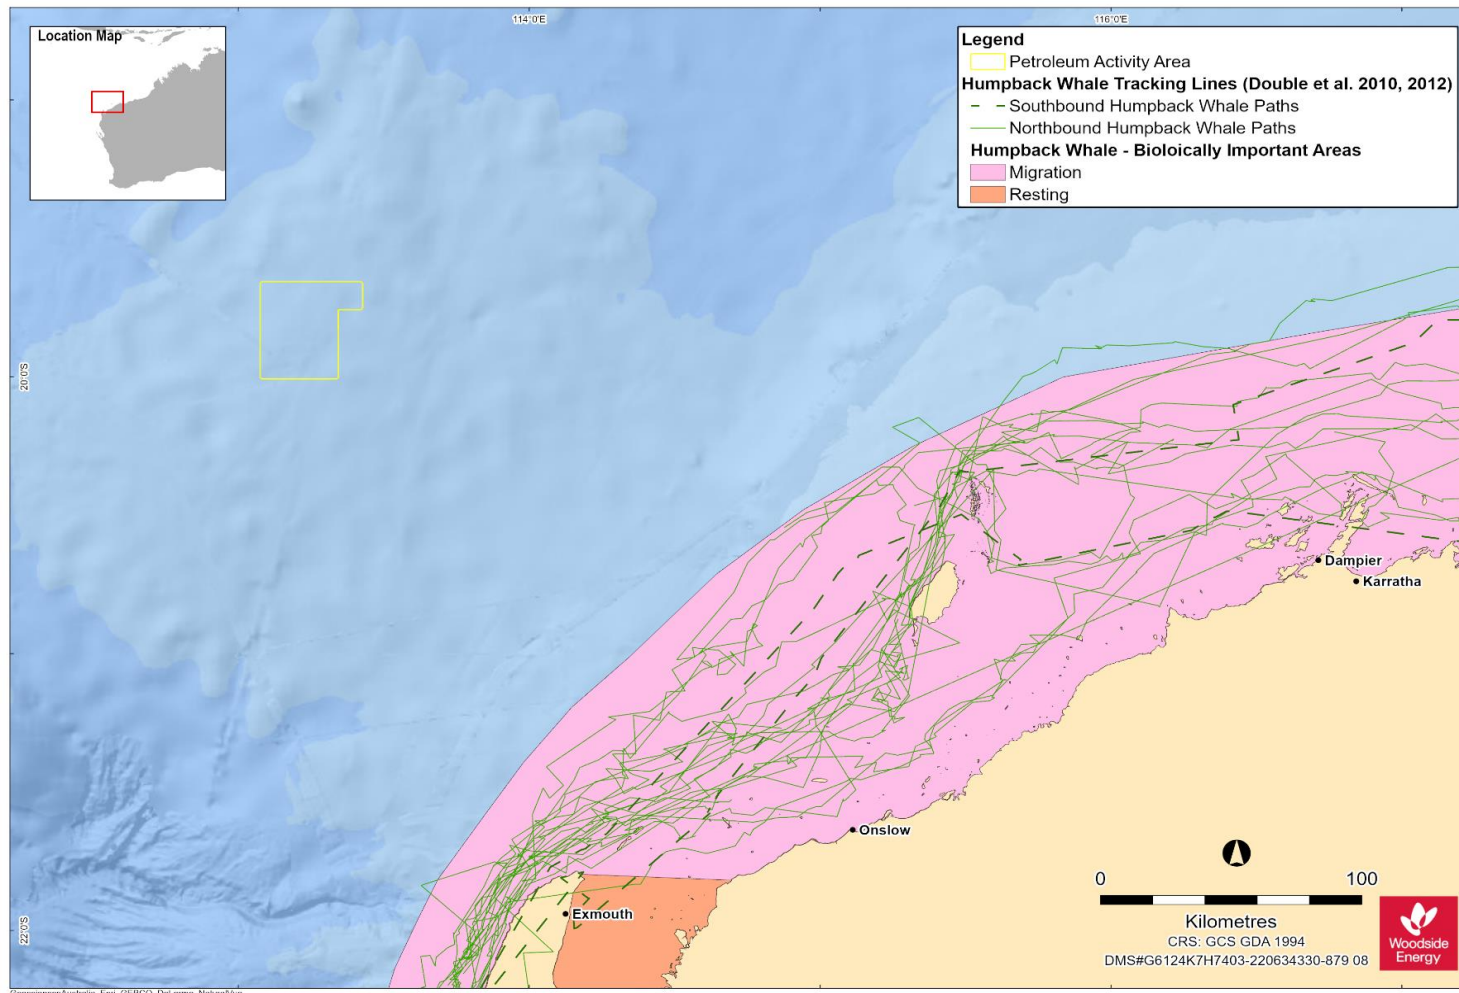 114°0'E
116°0'E
Location Map
Legend
Petroleum Activity Area
Humpback Whale Tracking Lines (Double et al. 2010, 2012)
Southbound Humpback Whale Paths
Northbound Humpback Whale Paths
Humpback Whale - Bioloically Important Areas
Migration
Resting
20°0'S
Dampier
Karratha
Onslow
Exmouth
22°0'S
0 100
Kilometres
CRS: GCS GDA 1994
DMS#G6124K7H7403-220634330-879 08
Woodside
Energy